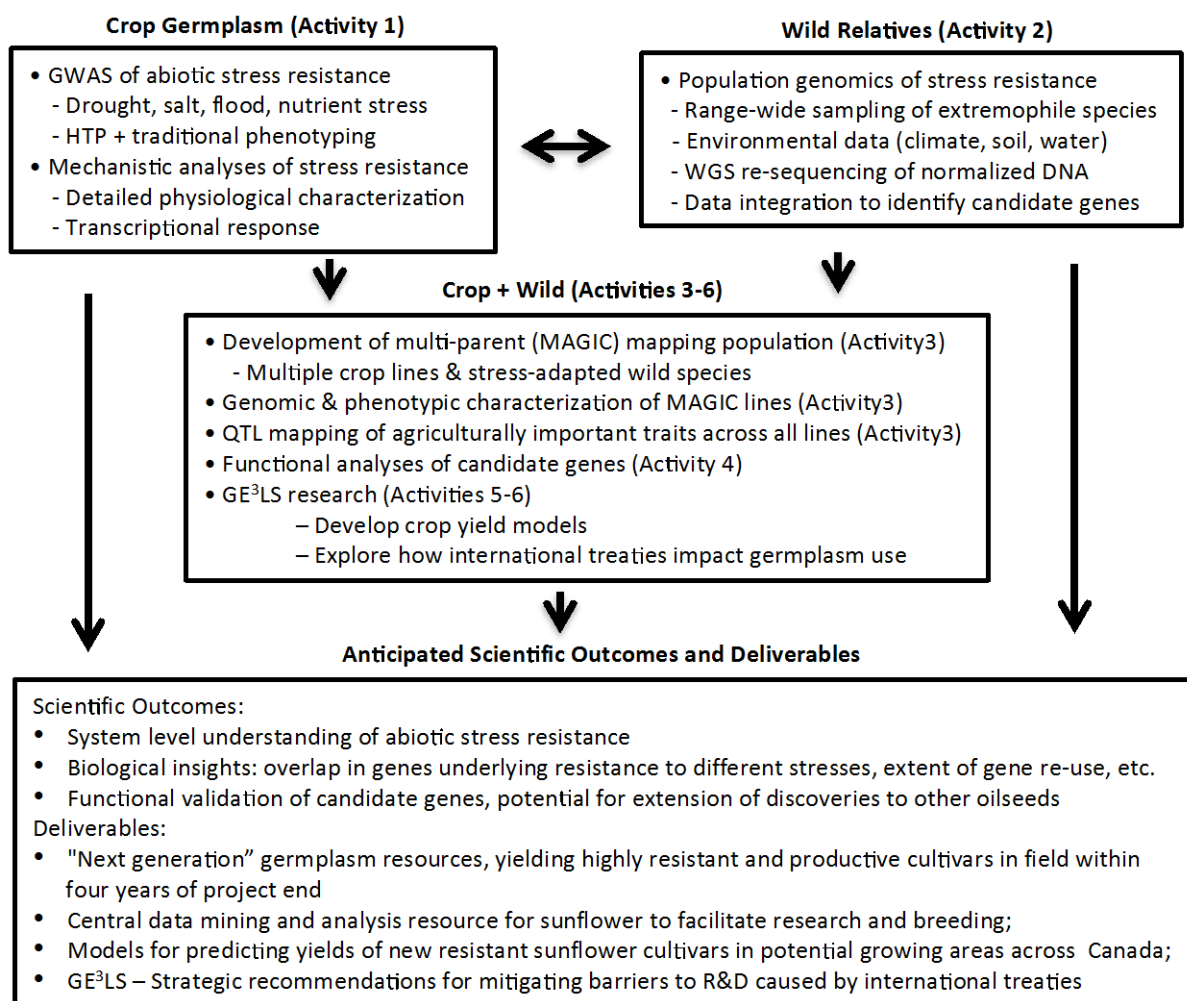 Crop Germplasm (Activity 1)
• GWAS of abiotic stress resistance
- Drought, salt, flood, nutrient stress
- HTP + traditional phenotyping
• Mechanistic analyses of stress resistance
- Detailed physiological characterization
- Transcriptional response
Wild Relatives (Activity 2)
• Population genomics of stress resistance
- Range-wide sampling of extremophile species
- Environmental data (climate, soil, water)
- WGS re-sequencing of normalized DNA
- Data integration to identify candidate genes
Crop + Wild (Activities 3-6)
• Development of multi-parent (MAGIC) mapping population (Activity3)
- Multiple crop lines & stress-adapted wild species
• Genomic & phenotypic characterization of MAGIC lines (Activity3)
• QTL mapping of agriculturally important traits across all lines (Activity3)
• Functional analyses of candidate genes (Activity 4)
• GE³LS research (Activities 5-6)
– Develop crop yield models
– Explore how international treaties impact germplasm use
Anticipated Scientific Outcomes and Deliverables
Scientific Outcomes:
• System level understanding of abiotic stress resistance
• Biological insights: overlap in genes underlying resistance to different stresses, extent of gene re-use, etc.
• Functional validation of candidate genes, potential for extension of discoveries to other oilseeds
Deliverables:
• "Next generation” germplasm resources, yielding highly resistant and productive cultivars in field within
four years of project end
• Central data mining and analysis resource for sunflower to facilitate research and breeding;
• Models for predicting yields of new resistant sunflower cultivars in potential growing areas across Canada;
• GE³LS – Strategic recommendations for mitigating barriers to R&D caused by international treaties